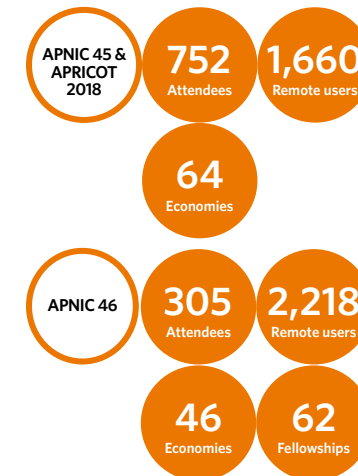 APNIC 45 &
APRICOT
2018
752
Attendees
1,660
Remote users
64
Economies
APNIC 46
305
Attendees
2,218
Remote users
46
Economies
62
Fellowships